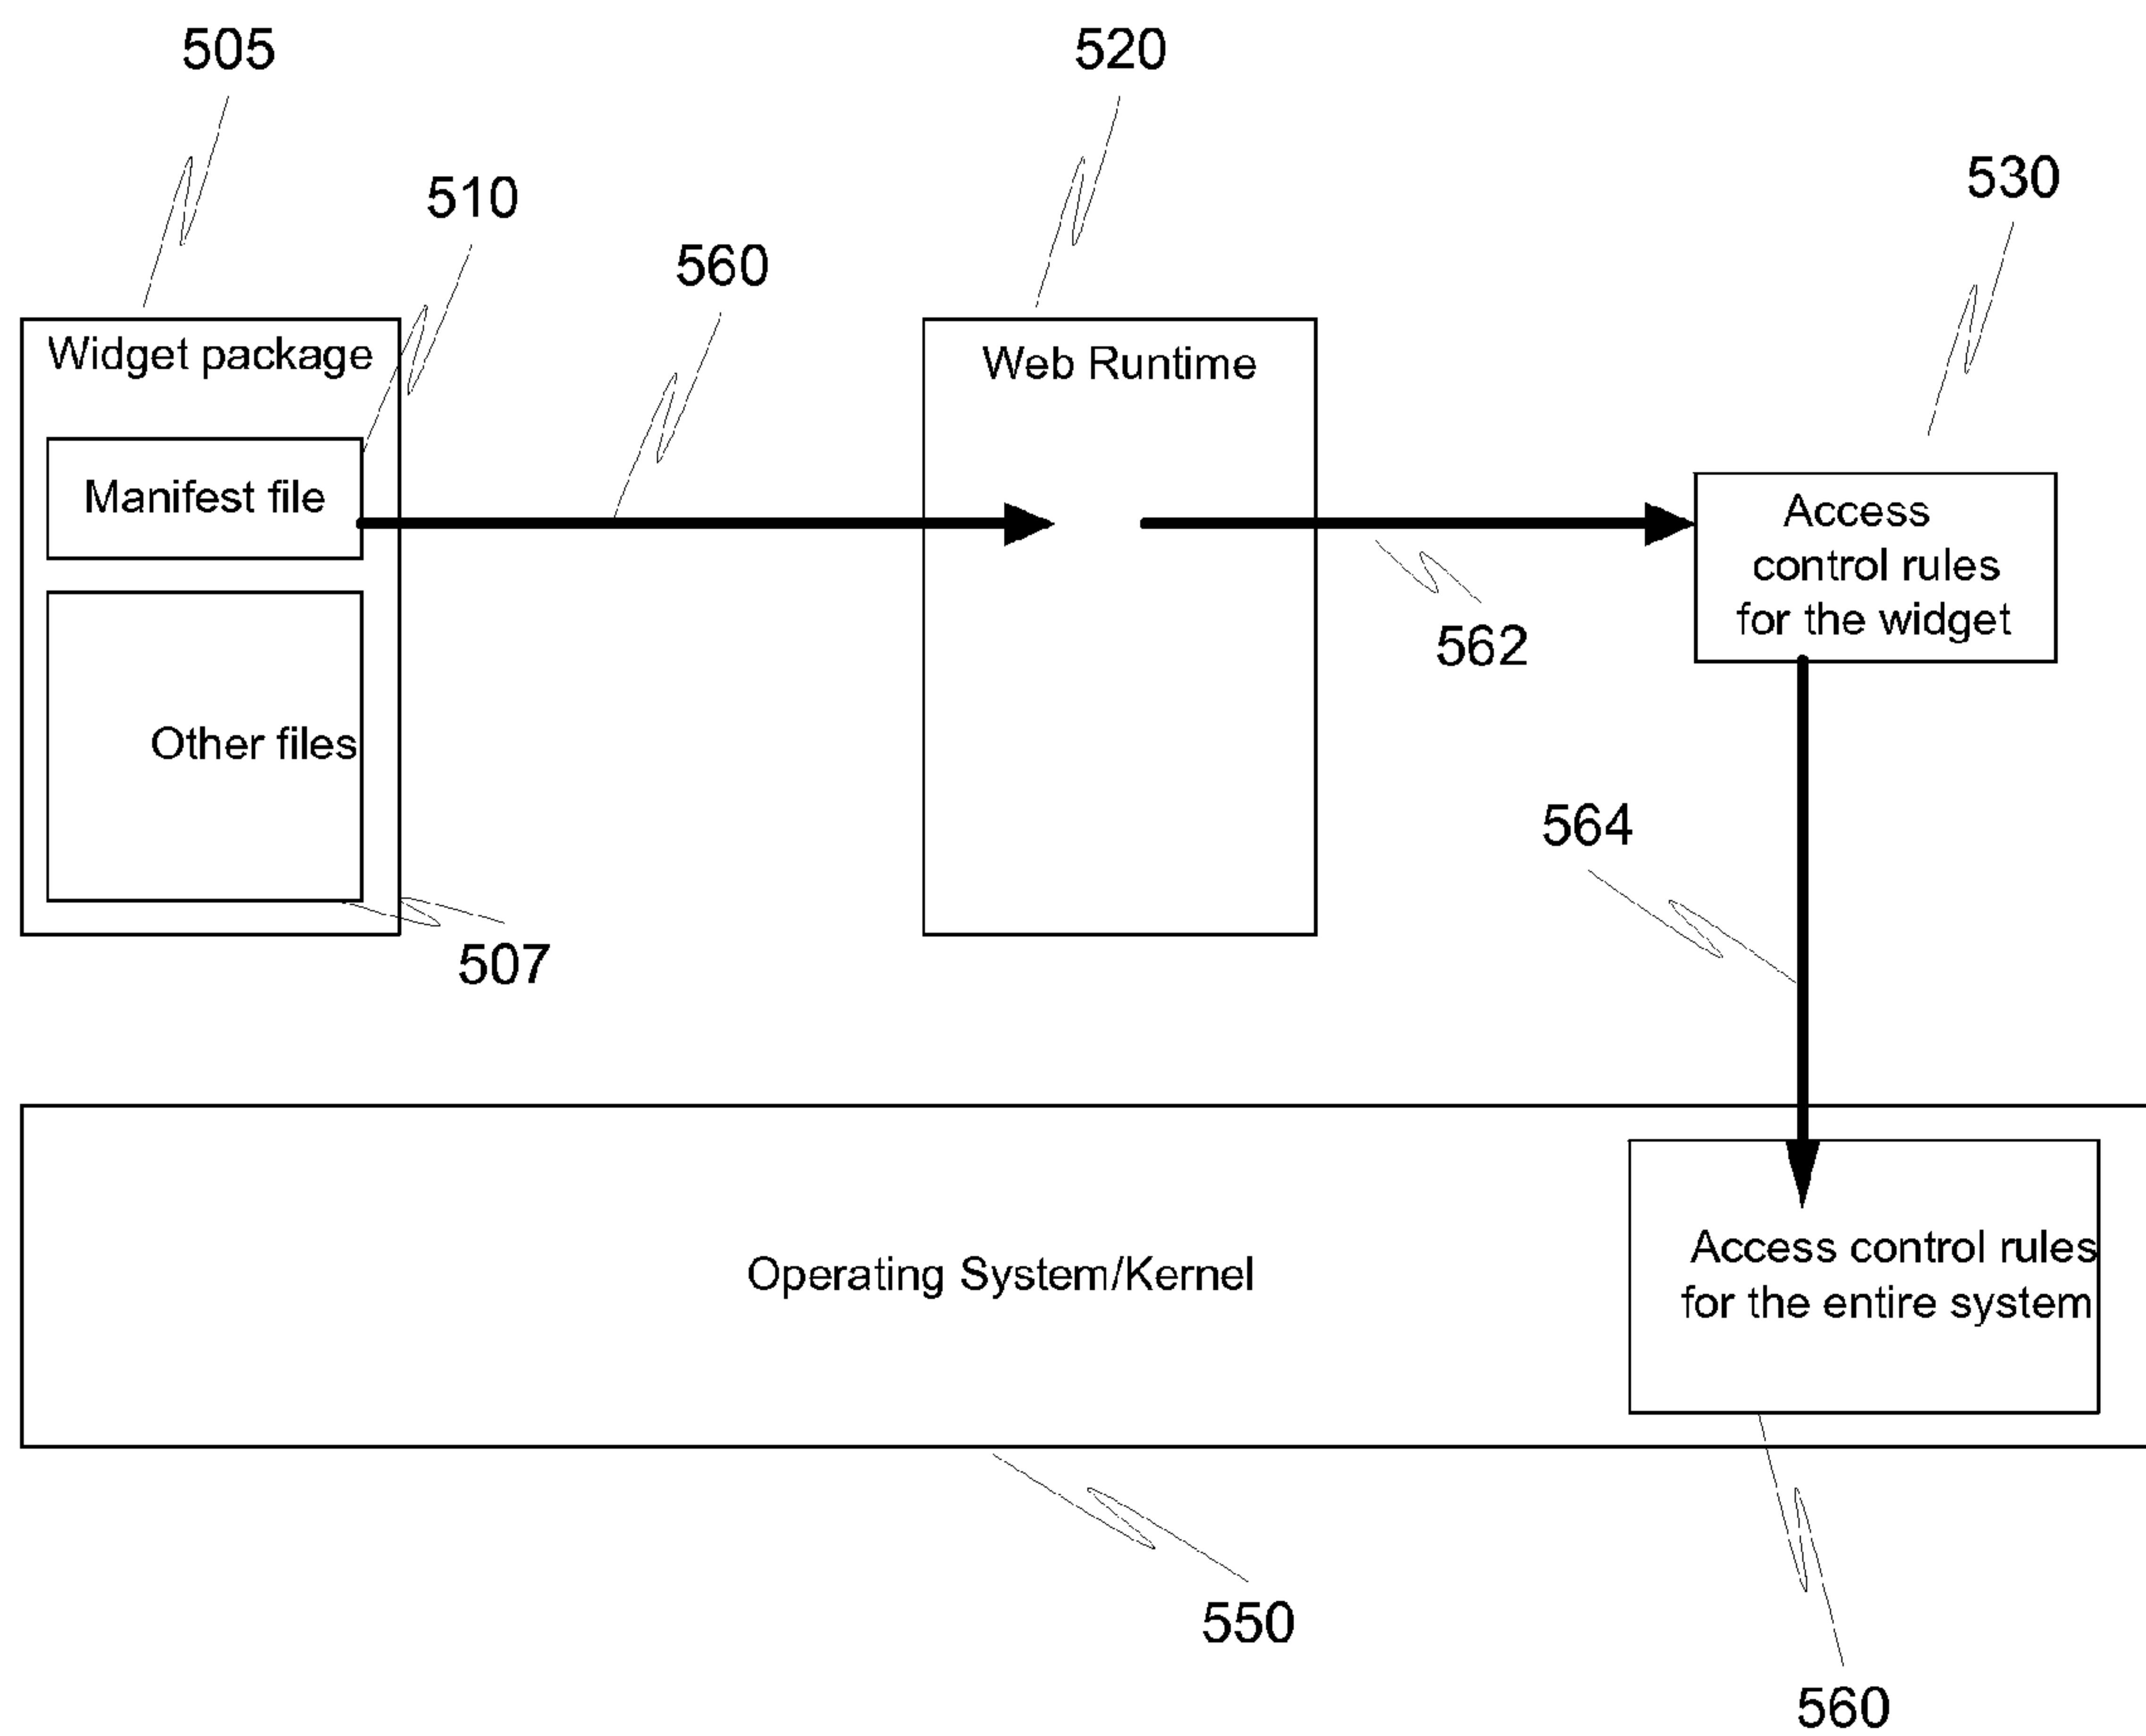 505
520
510
530
560
Widget package
Web Runtime
Manifest file
Access
control rules
for the widget
562
Other files
564
507
Operating System/Kernel
Access control rules
for the entire system
550
560